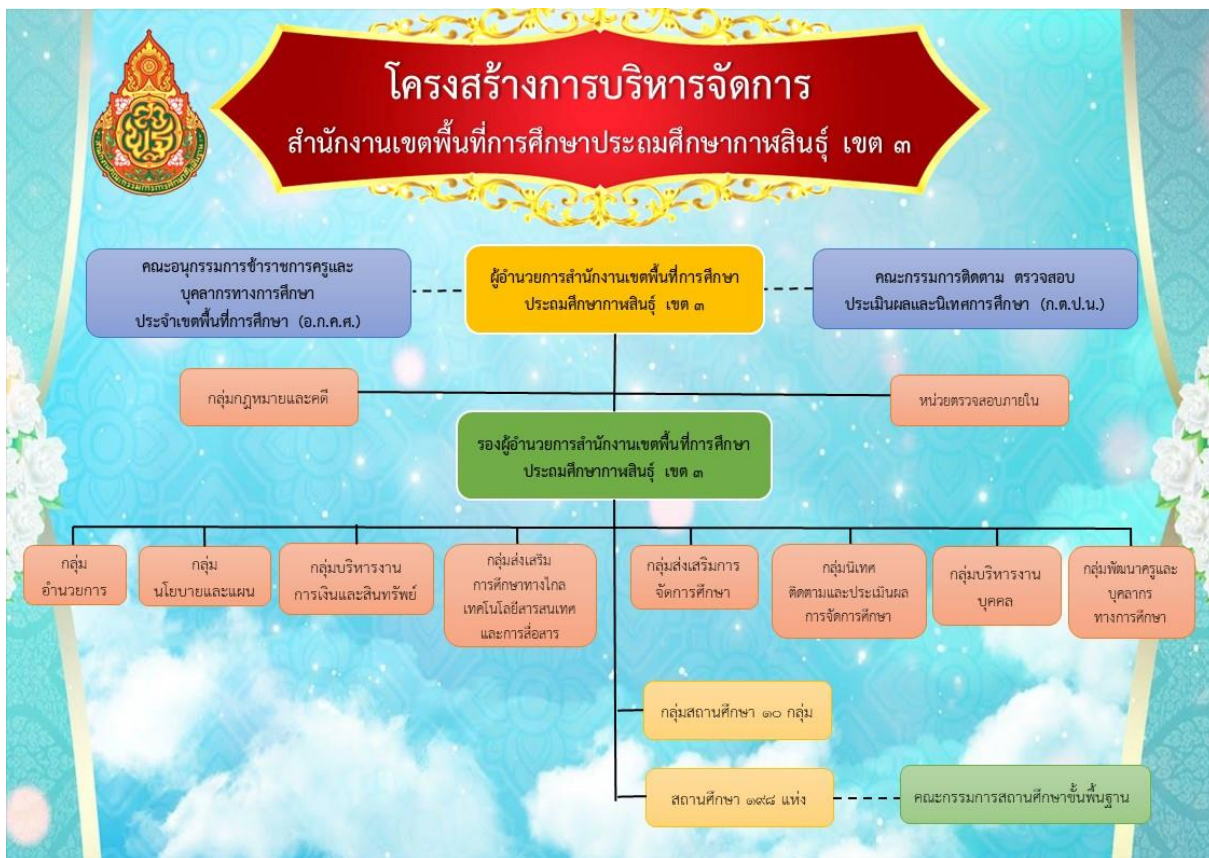 โครงสร้างการบริหารจัดการ
สำนักงานเขตพื้นที่การศึกษาประถมศึกษากาฬสินธุ์ เขต ๓
คณะอนุกรรมการข้าราชการครูและ
บุคลากรทางการศึกษา
ประจำเขตพื้นที่การศึกษา (อ.ก.ค.ศ.)
ผู้อำนวยการสำนักงานเขตพื้นที่การศึกษา
ประถมศึกษากาฬสินธุ์ เขต ๓
คณะกรรมการติดตาม ตรวจสอบ
ประเมินผลและนิเทศการศึกษา (ก.ต.ป.น.)
กลุ่มกฎหมายและคดี
หน่วยตรวจสอบภายใน
รองผู้อำนวยการสำนักงานเขตพื้นที่การศึกษา
ประถมศึกษากาฬสินธุ์ เขต ๓
กลุ่ม
อำนวยการ
กลุ่ม
นโยบายและแผน
กลุ่มบริหารงาน
การเงินและสินทรัพย์
กลุ่มส่งเสริม
การศึกษาทางไกล
เทคโนโลยีสารสนเทศ
และการสื่อสาร
กลุ่มส่งเสริมการ
จัดการศึกษา
กลุ่มนิเทศ
ติดตามและประเมินผล
การจัดการศึกษา
กลุ่มบริหารงาน
บุคคล
กลุ่มพัฒนาครูและ
บุคลากร
ทางการศึกษา
กลุ่มสถานศึกษา ๑๐ กลุ่ม
สถานศึกษา ๑๙๘ แห่ง
คณะกรรมการสถานศึกษาขั้นพื้นฐาน